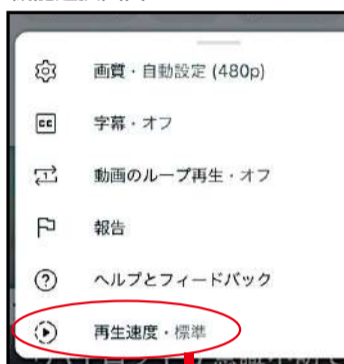 画質・自動設定 (480p)
字幕・オフ
動画のループ再生・オフ
報告
ヘルプとフィードバック
再生速度・標準